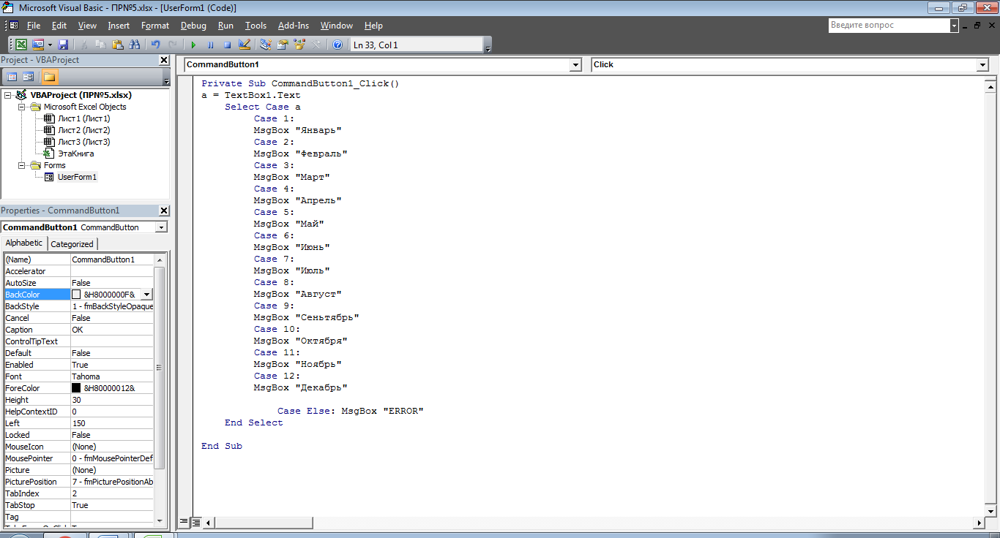 Microsoft Visual Basic - ПР№5.xlsx - [UserForm1 (Code)]
File Edit View Insert Format Debug Run Tools Add-Ins Window Help
Введите вопрос
Ln 33, Col 1
Project - VBAProject
VBAProject (ПР№5.xlsx)
Microsoft Excel Objects
Лист1 (Лист1)
Лист2 (Лист2)
Лист3 (Лист3)
ЭтаКнига
Forms
UserForm1
Properties - CommandButton1
CommandButton1 CommandButton
Alphabetic Categorized
(Name) CommandButton1
Accelerator
AutoSize False
BackColor &H8000000F&
BackStyle 1 - fmBackStyleOpaque
Cancel False
Caption OK
ControlTipText
Default False
Enabled True
Font Tahoma
ForeColor &H80000012&
Height 30
HelpContextID 0
Left 150
Locked False
MouseIcon (None)
MousePointer 0 - fmMousePointerDef
Picture (None)
PicturePosition 7 - fmPicturePositionAb
TabIndex 2
TabStop True
Tag
CommandButton1 Click
Private Sub CommandButton1_Click()
a = TextBox1.Text
Select Case a
Case 1:
MsgBox "Январь"
Case 2:
MsgBox "Февраль"
Case 3:
MsgBox "Март"
Case 4:
MsgBox "Апрель"
Case 5:
MsgBox "Май"
Case 6:
MsgBox "Июнь"
Case 7:
MsgBox "Июль"
Case 8:
MsgBox "Август"
Case 9:
MsgBox "Сеньтябрь"
Case 10:
MsgBox "Октября"
Case 11:
MsgBox "Ноябрь"
Case 12:
MsgBox "Декабрь"
Case Else: MsgBox "ERROR"
End Select
End Sub